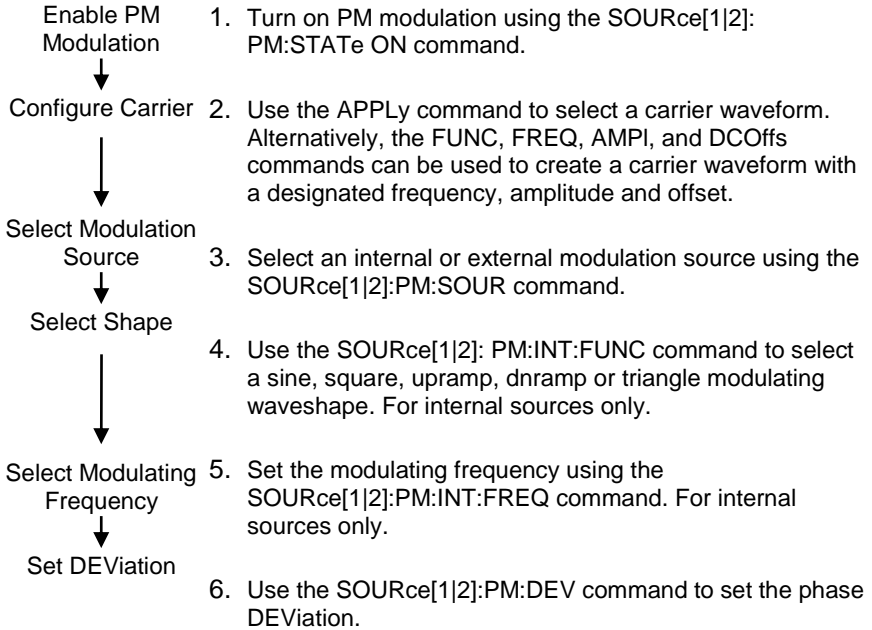 Enable PM
Modulation
1. Turn on PM modulation using the SOURce[1|2]:
PM:STATe ON command.
Configure Carrier
2. Use the APPLy command to select a carrier waveform.
Alternatively, the FUNC, FREQ, AMPl, and DCOffs
commands can be used to create a carrier waveform with
a designated frequency, amplitude and offset.
Select Modulation
Source
3. Select an internal or external modulation source using the
SOURce[1|2]:PM:SOUR command.
Select Shape
4. Use the SOURce[1|2]: PM:INT:FUNC command to select
a sine, square, upramp, dnramp or triangle modulating
waveshape. For internal sources only.
Select Modulating
Frequency
5. Set the modulating frequency using the
SOURce[1|2]:PM:INT:FREQ command. For internal
sources only.
Set DEViation
6. Use the SOURce[1|2]:PM:DEV command to set the phase
DEViation.